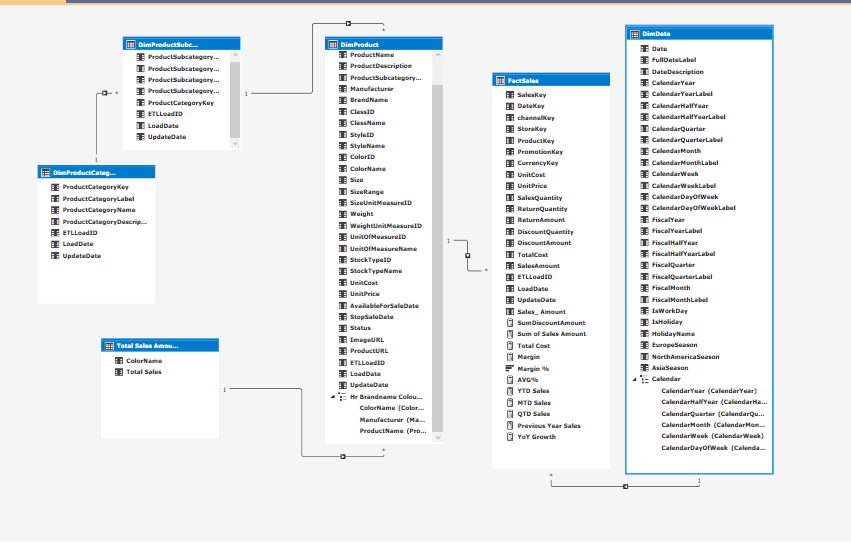 DimProductSubc...
ProductSubcategory...
ProductSubcategory...
ProductSubcategory...
ProductSubcategory...
ProductCategoryKey
ETLLoadID
LoadDate
UpdateDate
DimProductCateg...
ProductCategoryKey
ProductCategoryLabel
ProductCategoryName
ProductCategoryDescrip...
ETLLoadID
LoadDate
UpdateDate
Total Sales Amou...
ColorName
Total Sales
DimProduct
ProductName
ProductDescription
ProductSubcategory...
Manufacturer
BrandName
ClassID
ClassName
StyleID
StyleName
ColorID
ColorName
Size
SizeRange
SizeUnitMeasureID
Weight
WeightUnitMeasureID
UnitOfMeasureID
UnitOfMeasureName
StockTypeID
StockTypeName
UnitCost
UnitPrice
AvailableForSaleDate
StopSaleDate
Status
ImageURL
ProductURL
ETLLoadID
LoadDate
UpdateDate
Hr Brandname Colou...
ColorName (Color...
Manufacturer (Ma...
ProductName (Pro...
FactSales
SalesKey
DateKey
channelKey
StoreKey
ProductKey
PromotionKey
CurrencyKey
UnitCost
UnitPrice
SalesQuantity
ReturnQuantity
ReturnAmount
DiscountQuantity
DiscountAmount
TotalCost
SalesAmount
ETLLoadID
LoadDate
UpdateDate
Sales_ Amount
SumDiscountAmount
Sum of Sales Amount
Total Cost
Margin
Margin %
AVG%
YTD Sales
MTD Sales
QTD Sales
Previous Year Sales
YoY Growth
DimDate
Date
FullDateLabel
DateDescription
CalendarYear
CalendarYearLabel
CalendarHalfYear
CalendarHalfYearLabel
CalendarQuarter
CalendarQuarterLabel
CalendarMonth
CalendarMonthLabel
CalendarWeek
CalendarWeekLabel
CalendarDayOfWeek
CalendarDayOfWeekLabel
FiscalYear
FiscalYearLabel
FiscalHalfYear
FiscalHalfYearLabel
FiscalQuarter
FiscalQuarterLabel
FiscalMonth
FiscalMonthLabel
IsWorkDay
IsHoliday
HolidayName
EuropeSeason
NorthAmericaSeason
AsiaSeason
Calendar
CalendarYear (CalendarYear)
CalendarHalfYear (CalendarHa...
CalendarQuarter (CalendarQu...
CalendarMonth (CalendarMon...
CalendarWeek (CalendarWeek)
CalendarDayOfWeek (Calenda...
1
*
1
*
1
*
1
*
1
*